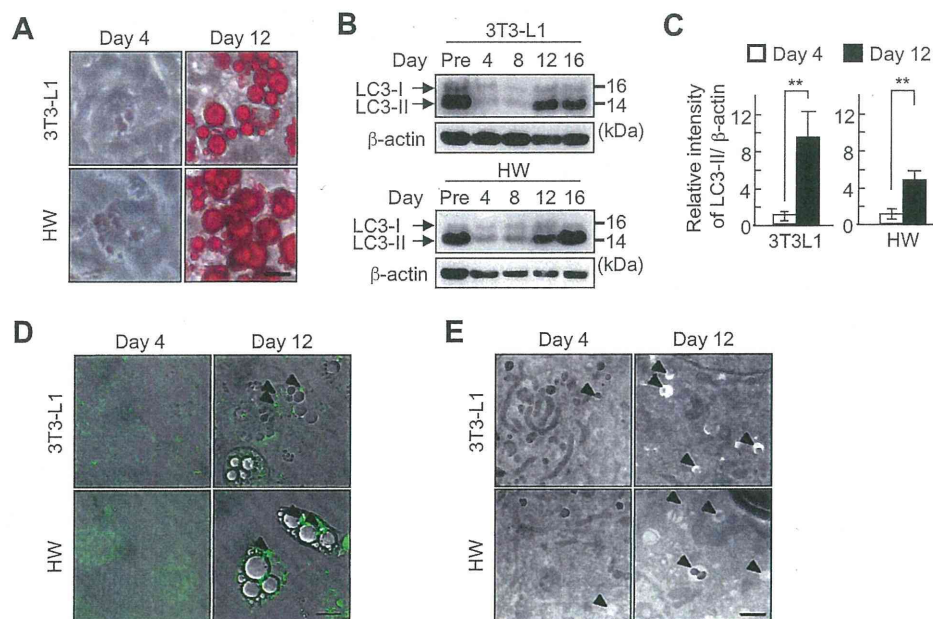 A
Day 4 Day 12
3T3-L1
HW
B
3T3-L1
Day Pre 4 8 12 16
LC3-I 16
LC3-II 14
β-actin (kDa)
HW
Day Pre 4 8 12 16
LC3-I 16
LC3-II 14
β-actin (kDa)
C
Day 4 Day 12
Relative intensity
of LC3-II/ β-actin
** **
12 12
8 8
4 4
0 0
3T3L1 HW
D
Day 4 Day 12
3T3-L1
HW
E
Day 4 Day 12
3T3-L1
HW